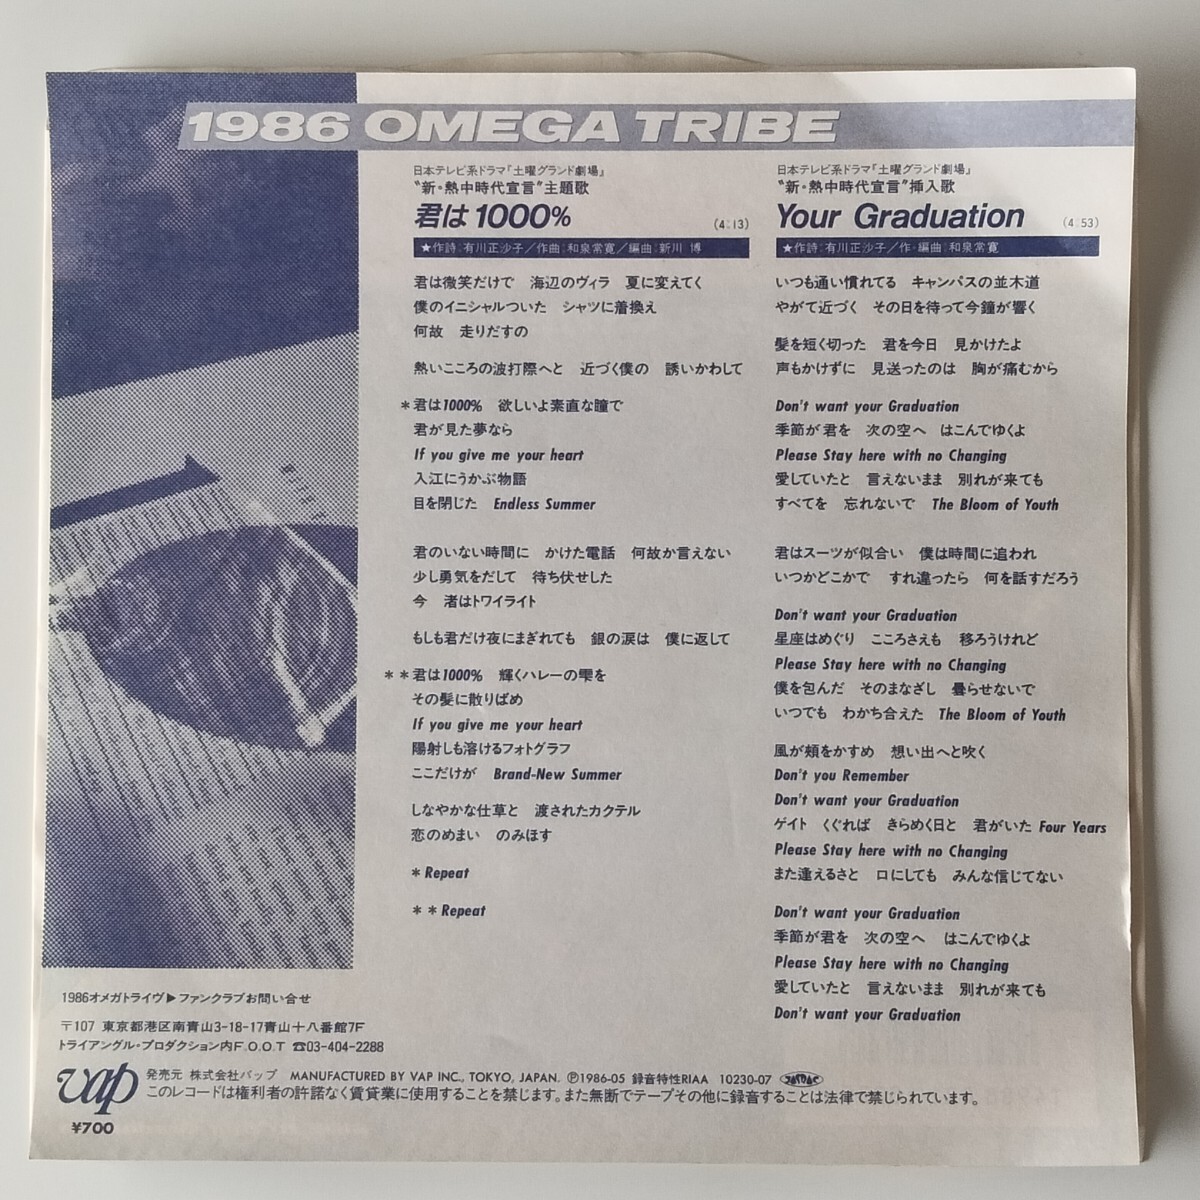 1986 OMEGA TRIBE
日本テレビ系ドラマ「土曜グランド劇場」
"新・熱中時代宣言"主題歌
君は1000% (4:13)
★作詩:有川正沙子/作曲:和泉常寛/編曲:新川 博
君は微笑だけで 海辺のヴィラ 夏に変えてく
僕のイニシャルついた シャツに着換え
何故 走りだすの
熱いこころの波打際へと 近づく僕の 誘いかわして
*君は1000% 欲しいよ素直な瞳で
君が見た夢なら
If you give me your heart
入江にうかぶ物語
目を閉じた Endless Summer
君のいない時間に かけた電話 何故か言えない
少し勇気をだして 待ち伏せした
今 渚はトワイライト
もしも君だけ夜にまぎれても 銀の涙は 僕に返して
**君は1000% 輝くハレーの雫を
その髪に散りばめ
If you give me your heart
陽射しも溶けるフォトグラフ
ここだけが Brand-New Summer
しなやかな仕草と 渡されたカクテル
恋のめまい のみほす
*Repeat
**Repeat
日本テレビ系ドラマ「土曜グランド劇場」
"新・熱中時代宣言"挿入歌
Your Graduation (4:53)
★作詩:有川正沙子/作・編曲:和泉常寛
いつも通い慣れてる キャンパスの並木道
やがて近づく その日を待って今鐘が響く
髪を短く切った 君を今日 見かけたよ
声もかけずに 見送ったのは 胸が痛むから
Don't want your Graduation
季節が君を 次の空へ はこんでゆくよ
Please Stay here with no Changing
愛していたと 言えないまま 別れが来ても
すべてを 忘れないで The Bloom of Youth
君はスーツが似合い 僕は時間に追われ
いつかどこかで すれ違ったら 何を話すだろう
Don't want your Graduation
星座はめぐり こころさえも 移ろうけれど
Please Stay here with no Changing
僕を包んだ そのまなざし 曇らせないで
いつでも わかち合えた The Bloom of Youth
風が頬をかすめ 想い出へと吹く
Don't you Remember
Don't want your Graduation
ゲイト くぐれば きらめく日と 君がいた Four Years
Please Stay here with no Changing
また逢えるさと 口にしても みんな信じてない
Don't want your Graduation
季節が君を 次の空へ はこんでゆくよ
Please Stay here with no Changing
愛していたと 言えないまま 別れが来ても
Don't want your Graduation
1986オメガトライヴ▶ファンクラブお問い合せ
〒107 東京都港区南青山3-18-17青山十八番館7F
トライアングル・プロダクション内F.O.O.T ☎03-404-2288
vap 発売元 株式会社バップ MANUFACTURED BY VAP INC., TOKYO, JAPAN. Ⓟ1986-05 録音特性RIAA 10230-07 JASRAC
このレコードは権利者の許諾なく賃貸業に使用することを禁じます。また無断でテープその他に録音することは法律で禁じられています。
¥700